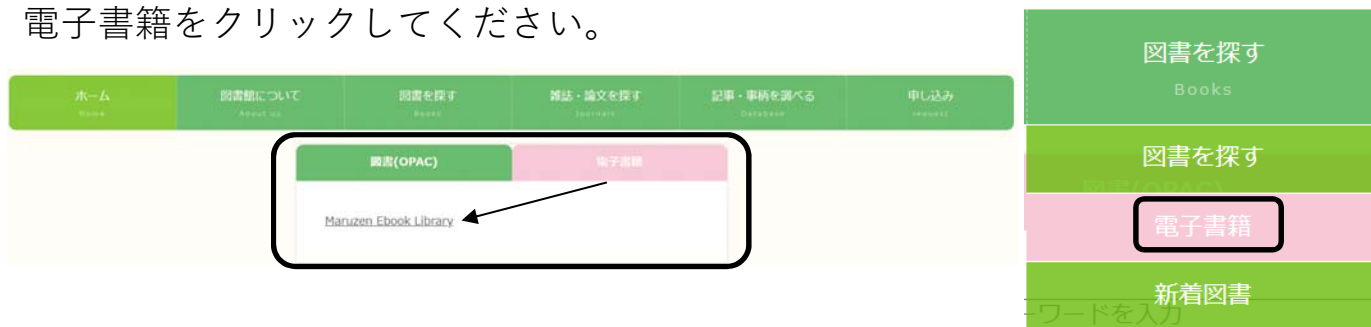 電子書籍をクリックしてください。
ホーム
Home
図書館について
About us
図書を探す
Books
雑誌・論文を探す
Journals
記事・事柄を調べる
Database
申し込み
request
図書(OPAC)
電子書籍
Maruzen Ebook Library
図書を探す
Books
図書を探す
図書(OPAC)
電子書籍
新着図書
ーワードを入力